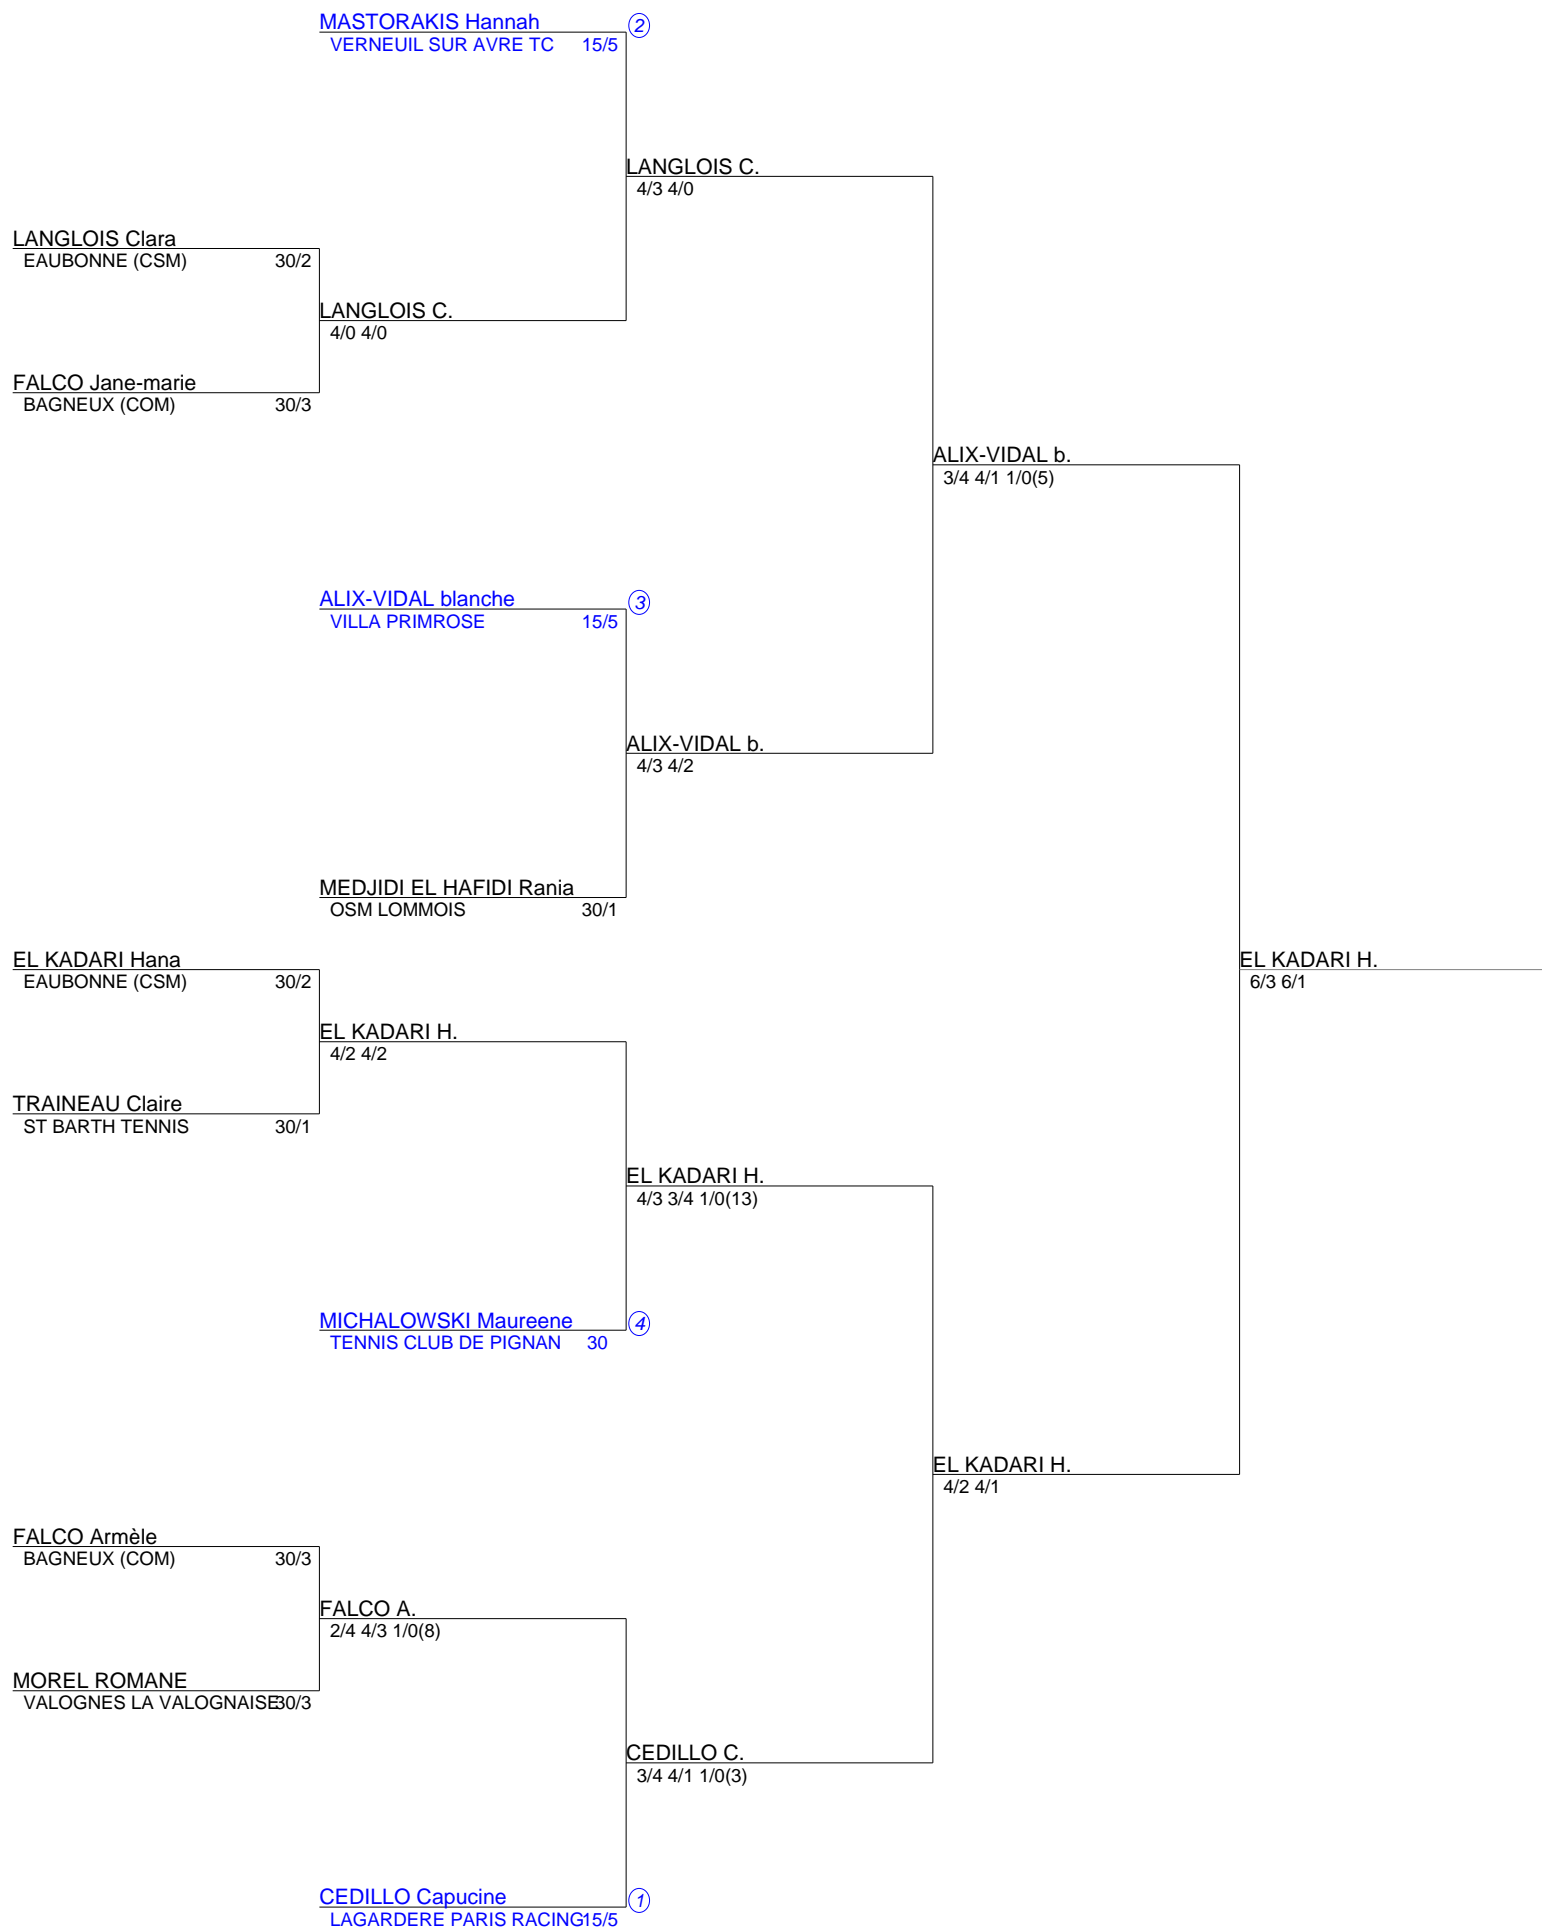 MASTORAKIS Hannah 2
VERNEUIL SUR AVRE TC 15/5
LANGLOIS C.
4/3 4/0
LANGLOIS Clara
EAUBONNE (CSM) 30/2
LANGLOIS C.
4/0 4/0
FALCO Jane-marie
BAGNEUX (COM) 30/3
ALIX-VIDAL b.
3/4 4/1 1/0(5)
ALIX-VIDAL blanche 3
VILLA PRIMROSE 15/5
ALIX-VIDAL b.
4/3 4/2
MEDJIDI EL HAFIDI Rania
OSM LOMMOIS 30/1
EL KADARI Hana
EAUBONNE (CSM) 30/2
EL KADARI H.
6/3 6/1
EL KADARI H.
4/2 4/2
TRAINEAU Claire
ST BARTH TENNIS 30/1
EL KADARI H.
4/3 3/4 1/0(13)
MICHALOWSKI Maureene 4
TENNIS CLUB DE PIGNAN 30
EL KADARI H.
4/2 4/1
FALCO Armèle
BAGNEUX (COM) 30/3
FALCO A.
2/4 4/3 1/0(8)
MOREL ROMANE
VALOGNES LA VALOGNAISE 30/3
CEDILLO C.
3/4 4/1 1/0(3)
CEDILLO Capucine 1
LAGARDERE PARIS RACING 15/5